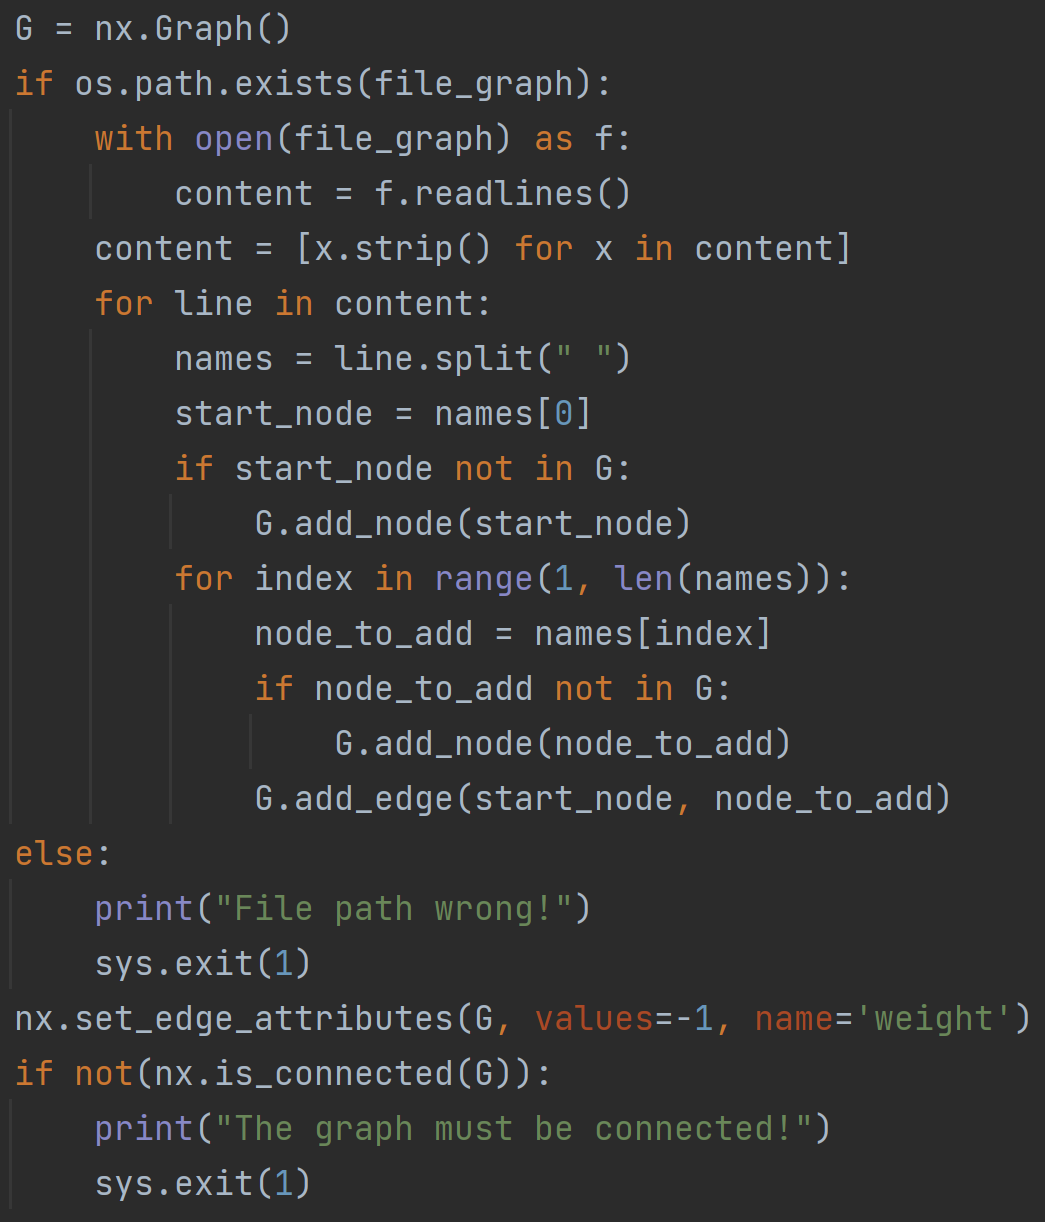 G = nx.Graph()
if os.path.exists(file_graph):
    with open(file_graph) as f:
        content = f.readlines()
    content = [x.strip() for x in content]
    for line in content:
        names = line.split(" ")
        start_node = names[0]
        if start_node not in G:
            G.add_node(start_node)
        for index in range(1, len(names)):
            node_to_add = names[index]
            if node_to_add not in G:
                G.add_node(node_to_add)
            G.add_edge(start_node, node_to_add)
else:
    print("File path wrong!")
    sys.exit(1)
nx.set_edge_attributes(G, values=-1, name='weight')
if not(nx.is_connected(G)):
    print("The graph must be connected!")
    sys.exit(1)